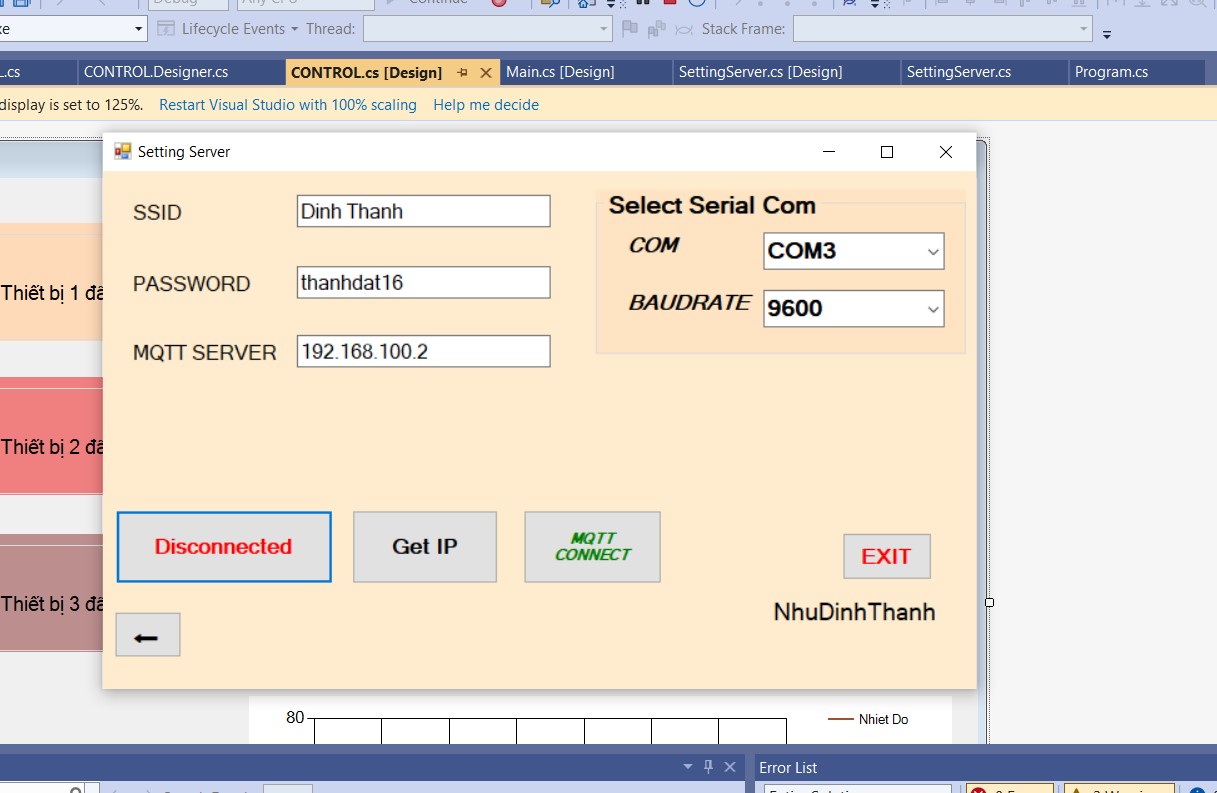 Debug
Any CPU
Continue
Lifecycle Events
Thread:
Stack Frame:
CONTROL.Designer.cs
CONTROL.cs [Design]
Main.cs [Design]
SettingServer.cs [Design]
SettingServer.cs
Program.cs
display is set to 125%. Restart Visual Studio with 100% scaling Help me decide
Setting Server
SSID
Dinh Thanh
PASSWORD
thanhdat16
MQTT SERVER
192.168.100.2
Select Serial Com
COM
COM3
BAUDRATE
9600
Thiết bị 1
Thiết bị 2
Thiết bị 3
Disconnected
Get IP
MQTT
CONNECT
EXIT
NhuDinhThanh
80
Nhiet Do
Error List